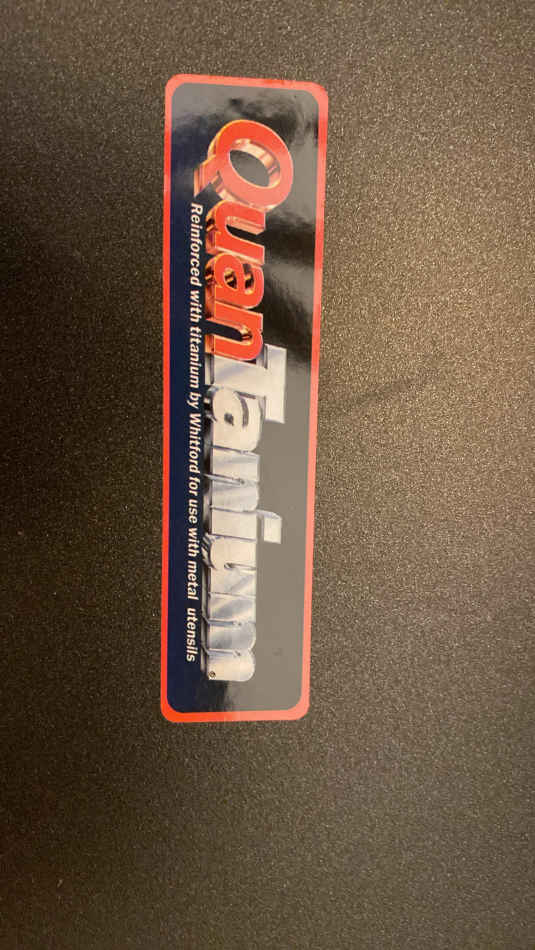 QuanTanium
Reinforced with titanium by Whitford for use with metal utensils